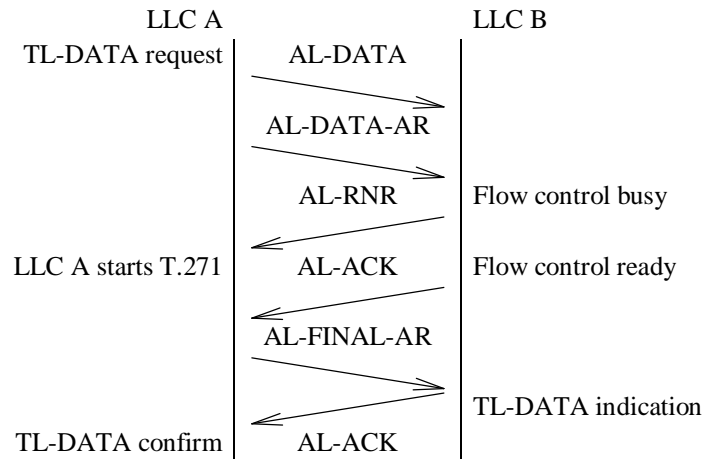 LLC A LLC B
TL-DATA request AL-DATA
AL-DATA-AR
AL-RNR Flow control busy
LLC A starts T.271 AL-ACK Flow control ready
AL-FINAL-AR
TL-DATA indication
TL-DATA confirm AL-ACK